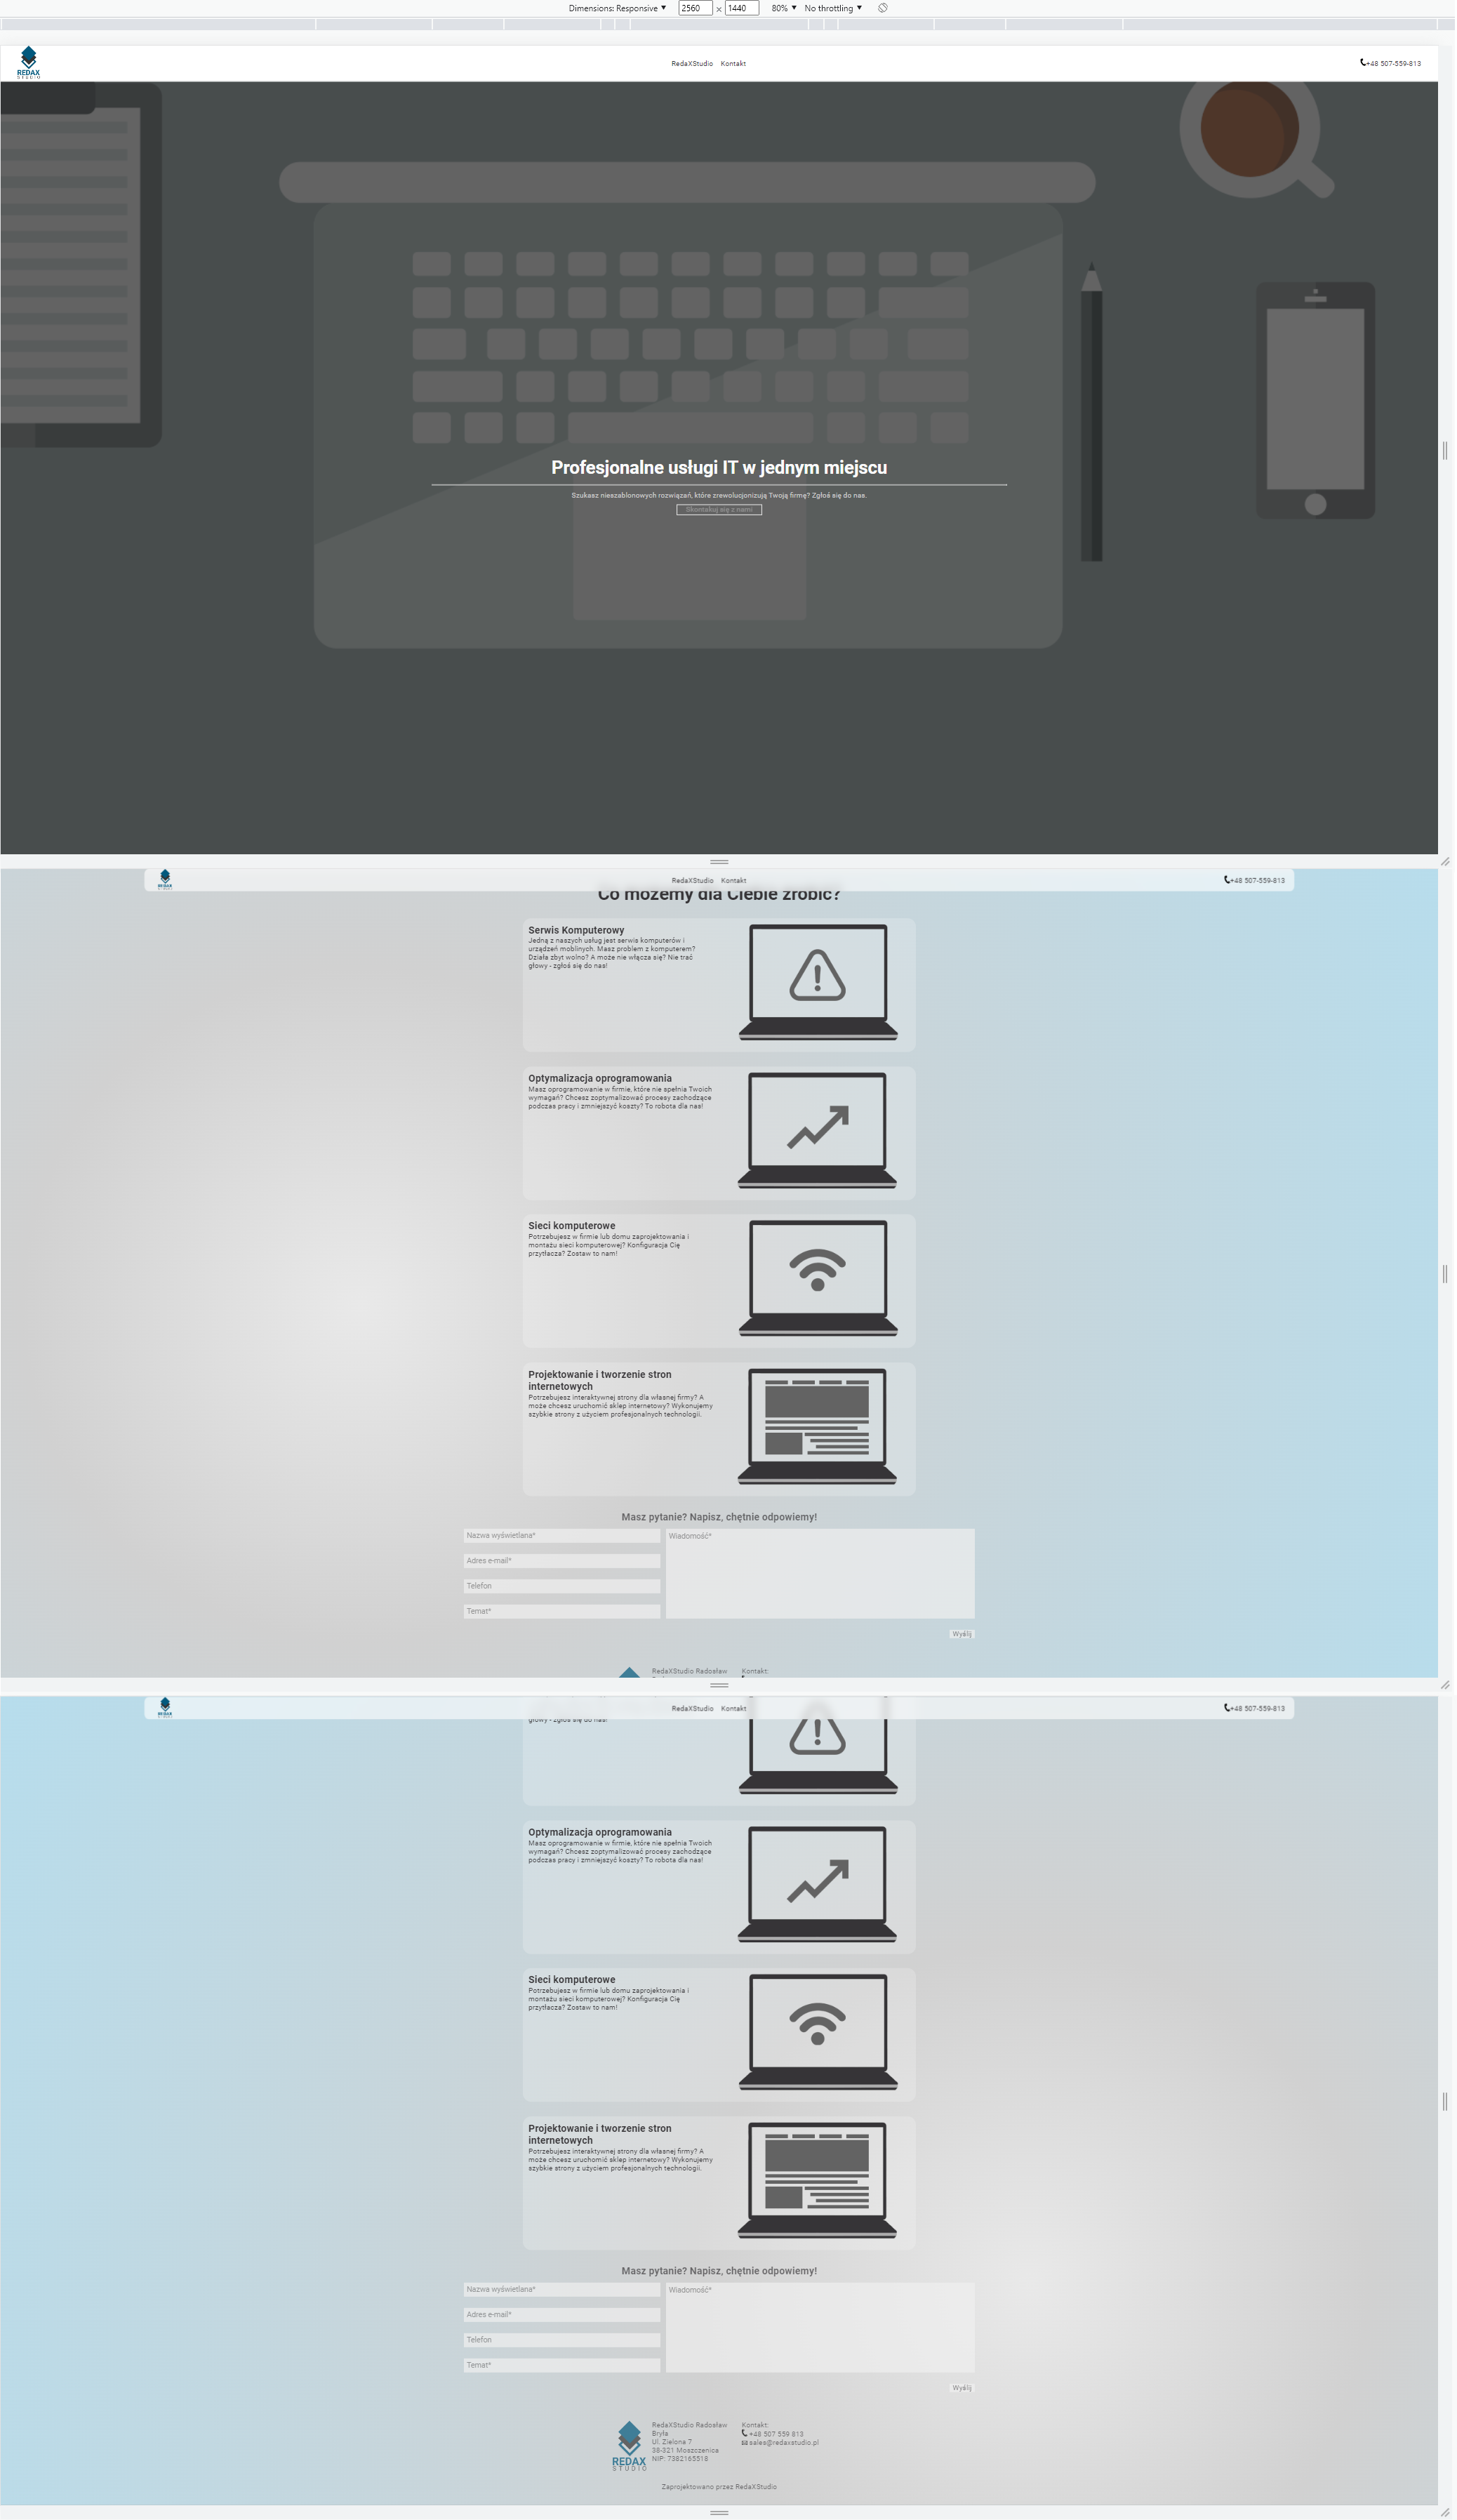 Dimensions: Responsive ▼ 2560 × 1440 80% ▼ No throttling ▼
REDAX
STUDIO
RedaXStudio Kontakt
+48 507-559-813
Profesjonalne usługi IT w jednym miejscu
Szukasz nieszablonowych rozwiązań, które zrewolucjonizują Twoją firmę? Zgłoś się do nas.
Skontakuj się z nami
REDAX
STUDIO
RedaXStudio Kontakt
+48 507-559-813
Co możemy dla Ciebie zrobić?
Serwis Komputerowy
Jedną z naszych usług jest serwis komputerów i
urządzeń moblinych. Masz problem z komputerem?
Działa zbyt wolno? A może nie włącza się? Nie trać
głowy - zgłoś się do nas!
Optymalizacja oprogramowania
Masz oprogramowanie w firmie, które nie spełnia Twoich
wymagań? Chcesz zoptymalizować procesy zachodzące
podczas pracy i zmniejszyć koszty? To robota dla nas!
Sieci komputerowe
Potrzebujesz w firmie lub domu zaprojektowania i
montażu sieci komputerowej? Konfiguracja Cię
przytłacza? Zostaw to nam!
Projektowanie i tworzenie stron
internetowych
Potrzebujesz interaktywnej strony dla własnej firmy? A
może chcesz uruchomić sklep internetowy? Wykonujemy
szybkie strony z użyciem profesjonalnych technologii.
Masz pytanie? Napisz, chętnie odpowiemy!
Nazwa wyświetlana*
Wiadomość*
Adres e-mail*
Telefon
Temat*
Wyślij
RedaXStudio Radosław
Kontakt:
REDAX
STUDIO
RedaXStudio Kontakt
+48 507-559-813
głowy - zgłoś się do nas!
Optymalizacja oprogramowania
Masz oprogramowanie w firmie, które nie spełnia Twoich
wymagań? Chcesz zoptymalizować procesy zachodzące
podczas pracy i zmniejszyć koszty? To robota dla nas!
Sieci komputerowe
Potrzebujesz w firmie lub domu zaprojektowania i
montażu sieci komputerowej? Konfiguracja Cię
przytłacza? Zostaw to nam!
Projektowanie i tworzenie stron
internetowych
Potrzebujesz interaktywnej strony dla własnej firmy? A
może chcesz uruchomić sklep internetowy? Wykonujemy
szybkie strony z użyciem profesjonalnych technologii.
Masz pytanie? Napisz, chętnie odpowiemy!
Nazwa wyświetlana*
Wiadomość*
Adres e-mail*
Telefon
Temat*
Wyślij
REDAX
STUDIO
RedaXStudio Radosław
Bryła
Ul. Zielona 7
38-321 Moszczenica
NIP: 7382165518
Kontakt:
+48 507 559 813
sales@redaxstudio.pl
Zaprojektowano przez RedaXStudio